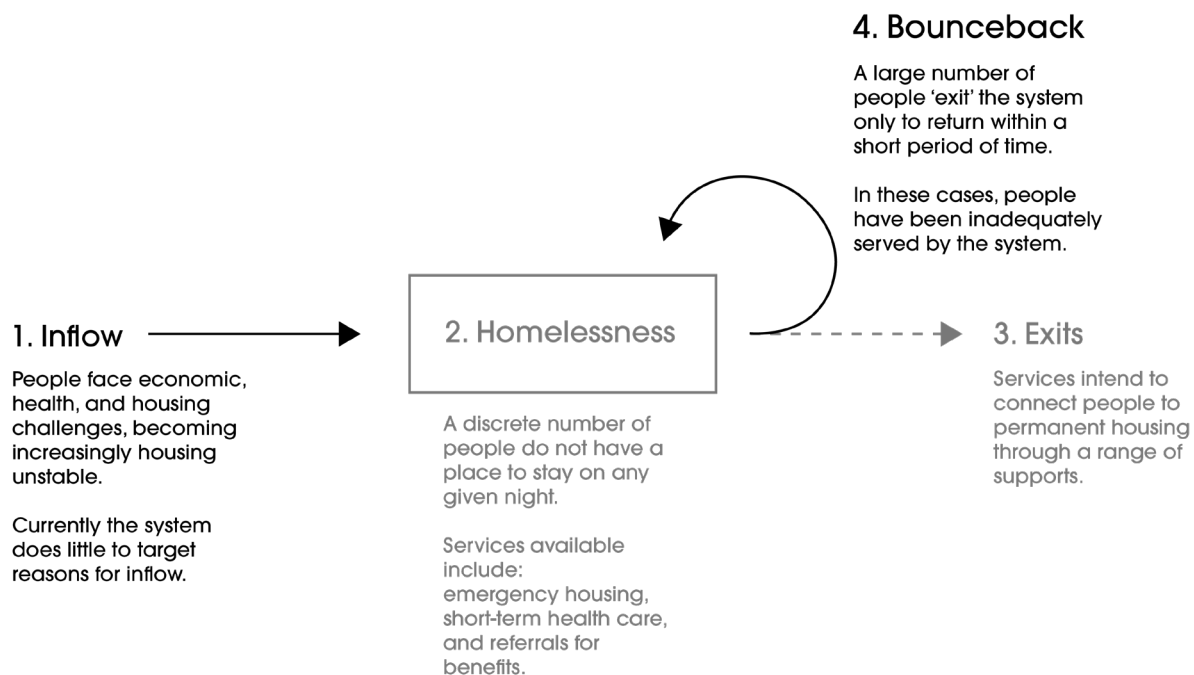 1. Inflow
People face economic,
health, and housing
challenges, becoming
increasingly housing
unstable.
Currently the system
does little to target
reasons for inflow.
2. Homelessness
A discrete number of
people do not have a
place to stay on any
given night.
Services available
include:
emergency housing,
short-term health care,
and referrals for
benefits.
3. Exits
Services intend to
connect people to
permanent housing
through a range of
supports.
4. Bounceback
A large number of
people ‘exit’ the system
only to return within a
short period of time.
In these cases, people
have been inadequately
served by the system.